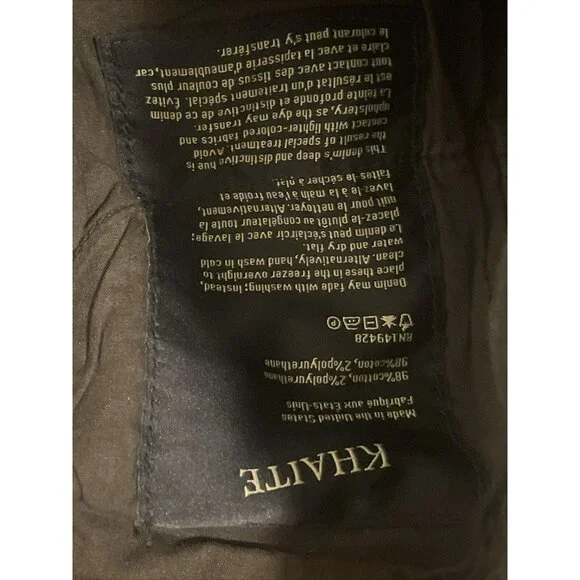 KHAITE
Made in the United States
Fabriqué aux États-Unis
98%cotton, 2%polyurethane
98%cotton, 2%polyurethane
RN149428
P
Denim may fade with washing; instead,
place these in the freezer overnight to
clean. Alternatively, hand wash in cold
water and dry flat.
Le denim peut s'éclaircir avec le lavage;
placez-le plutôt au congélateur toute la
nuit pour le nettoyer. Alternativement,
lavez-le à la main à l'eau froide et
faites-le sécher à plat.
This denim's deep and distinctive hue is
the result of special treatment. Avoid
contact with lighter-colored fabrics and
upholstery, as the dye may transfer.
La teinte profonde et distinctive de ce denim
est le résultat d'un traitement spécial. Évitez
tout contact avec des tissus de couleur plus
claire et avec la tapisserie d'ameublement, car
le colorant peut s'y transférer.